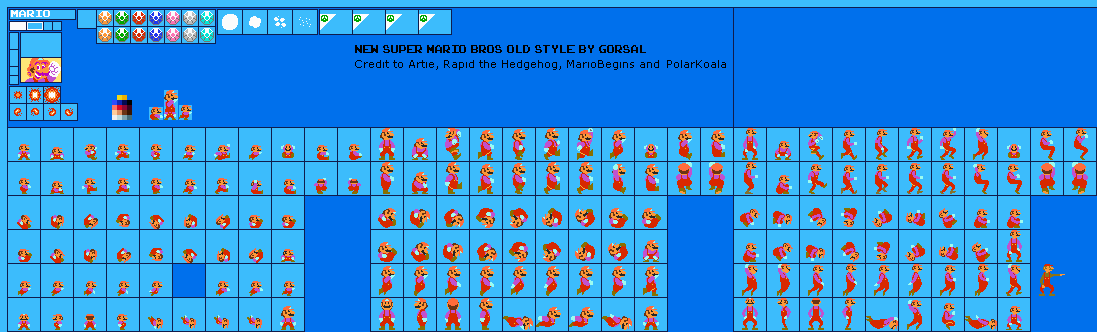 MARIO
NEW SUPER MARIO BROS OLD STYLE BY GORSAL
Credit to Artie, Rapid the Hedgehog, MarioBegins and PolarKoala